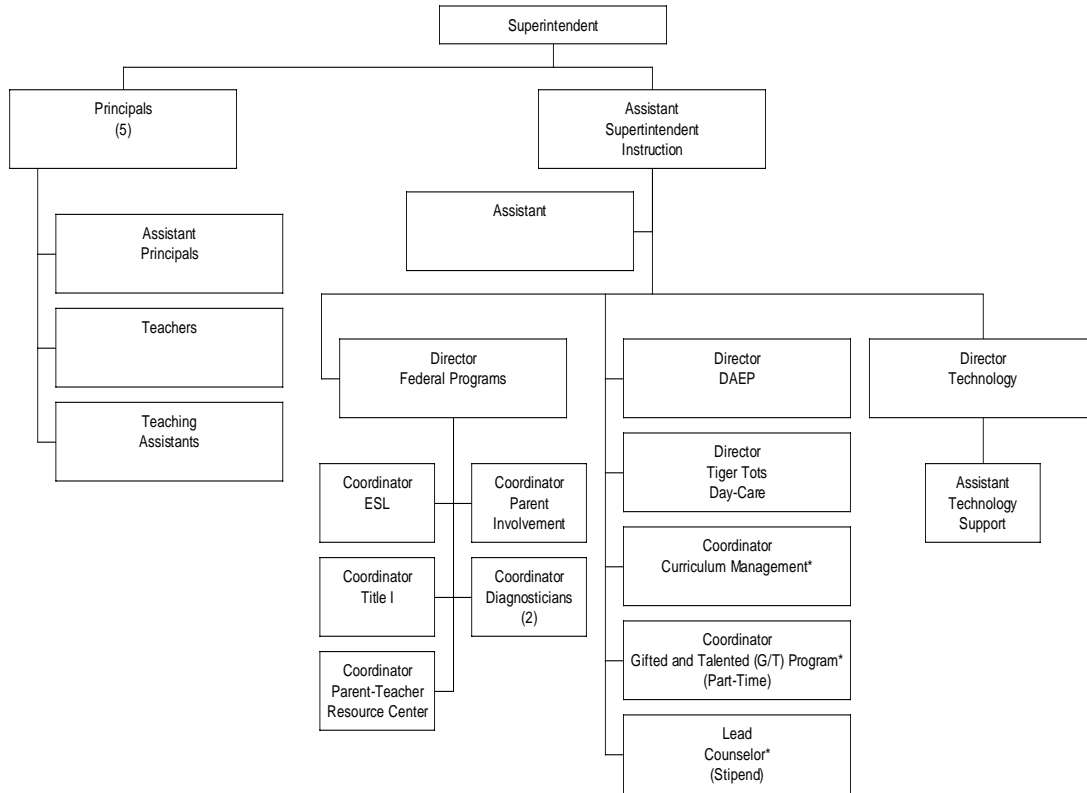 Superintendent
Principals
(5)
Assistant
Supertintendent
Instruction
Assistant
Assistant
Principals
Teachers
Teaching
Assistants
Director
Federal Programs
Director
DAEP
Director
Technology
Coordinator
ESL
Coordinator
Parent
Involvement
Director
Tiger Tots
Day-Care
Assistant
Technology
Support
Coordinator
Title I
Coordinator
Diagnosticians
(2)
Coordinator
Curriculum Management*
Coordinator
Parent-Teacher
Resource Center
Coordinator
Gifted and Talented (G/T) Program*
(Part-Time)
Lead
Counselor*
(Stipend)